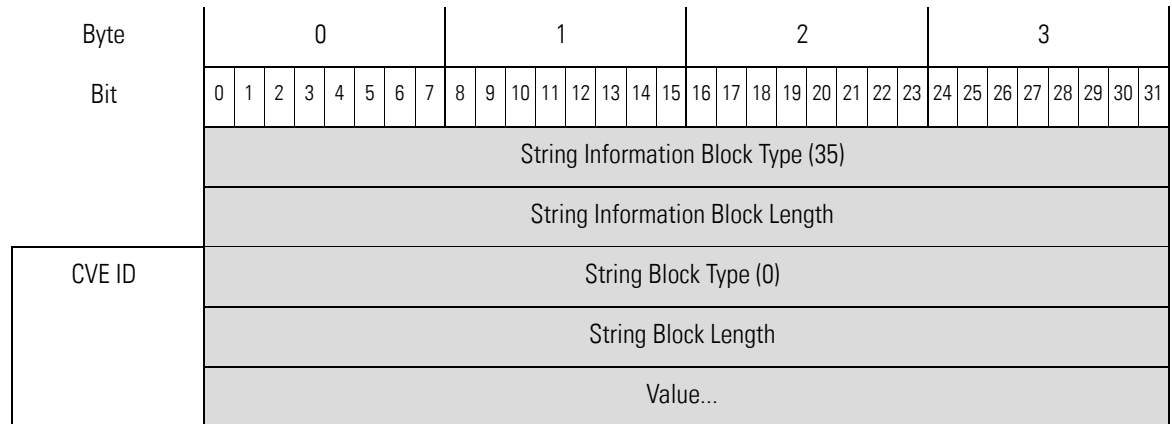 Byte 0 1 2 3
Bit 0 1 2 3 4 5 6 7 8 9 10 11 12 13 14 15 16 17 18 19 20 21 22 23 24 25 26 27 28 29 30 31
String Information Block Type (35)
String Information Block Length
CVE ID String Block Type (0)
String Block Length
Value...